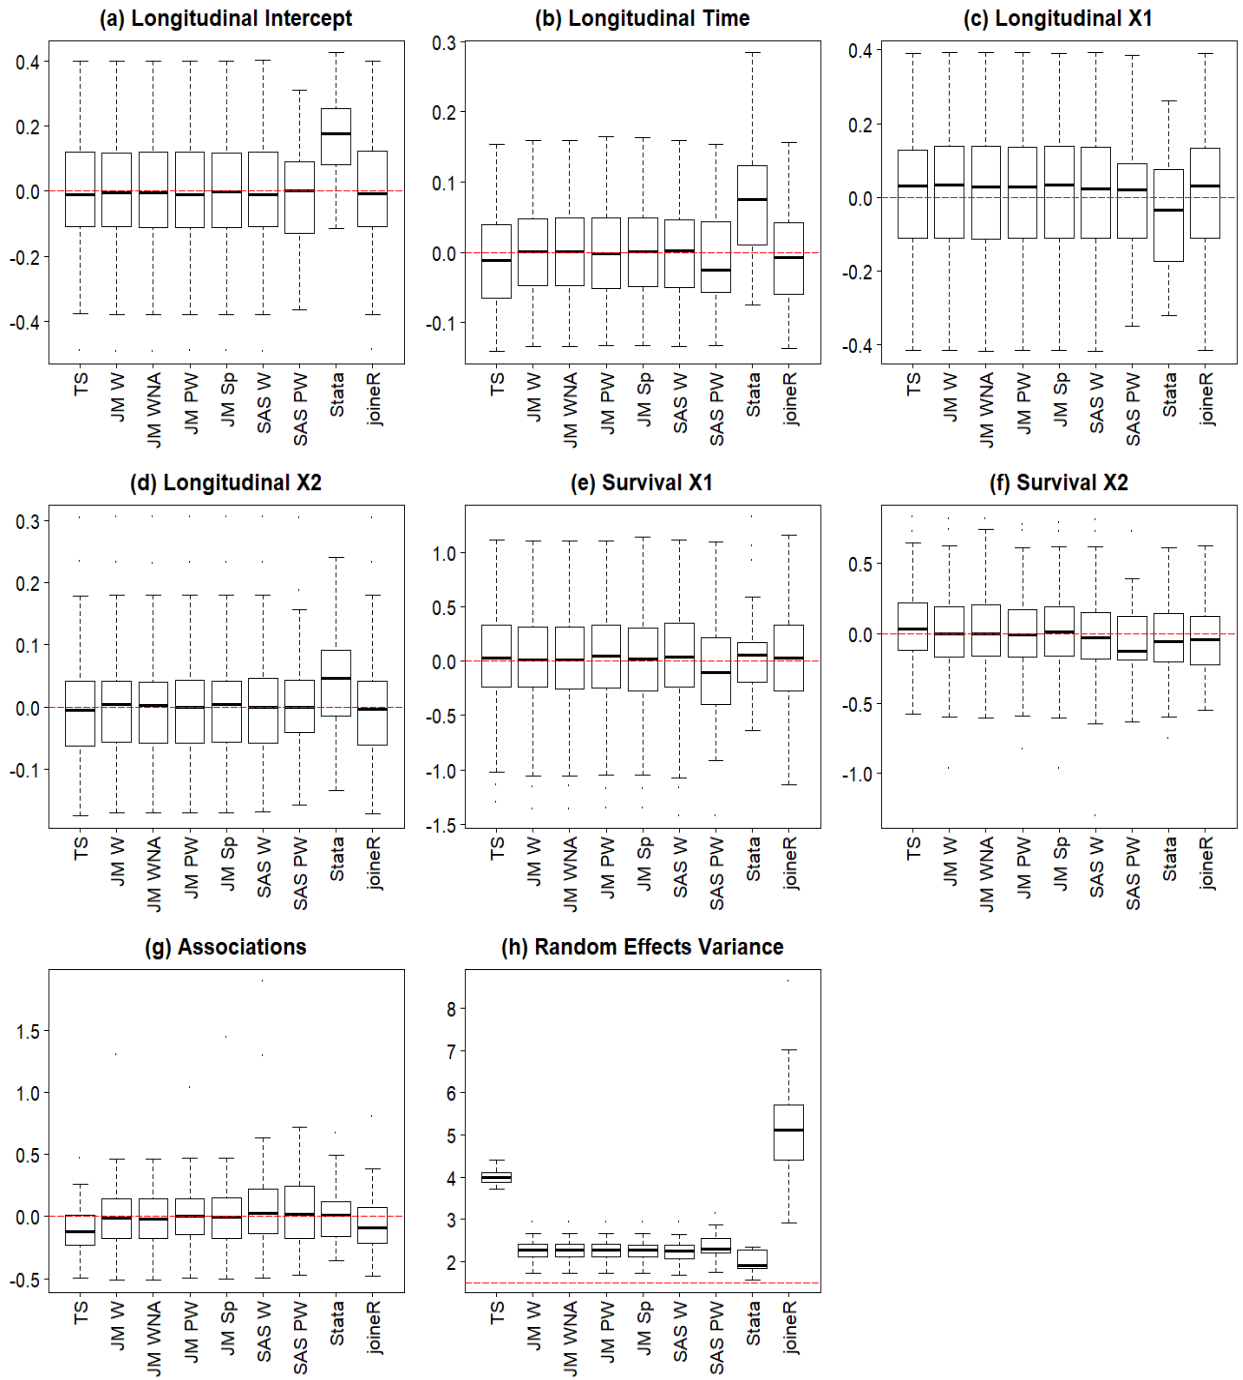 (a) Longitudinal Intercept
0.4
0.2
0.0
-0.2
-0.4
TS
JM W
JM WNA
JM PW
JM Sp
SAS W
SAS PW
Stata
joineR
(b) Longitudinal Time
0.3
0.2
0.1
0.0
-0.1
TS
JM W
JM WNA
JM PW
JM Sp
SAS W
SAS PW
Stata
joineR
(c) Longitudinal X1
0.4
0.2
0.0
-0.2
-0.4
TS
JM W
JM WNA
JM PW
JM Sp
SAS W
SAS PW
Stata
joineR
(d) Longitudinal X2
0.3
0.2
0.1
0.0
-0.1
TS
JM W
JM WNA
JM PW
JM Sp
SAS W
SAS PW
Stata
joineR
(e) Survival X1
1.0
0.5
0.0
-0.5
-1.0
-1.5
TS
JM W
JM WNA
JM PW
JM Sp
SAS W
SAS PW
Stata
joineR
(f) Survival X2
0.5
0.0
-0.5
-1.0
TS
JM W
JM WNA
JM PW
JM Sp
SAS W
SAS PW
Stata
joineR
(g) Associations
1.5
1.0
0.5
0.0
-0.5
TS
JM W
JM WNA
JM PW
JM Sp
SAS W
SAS PW
Stata
joineR
(h) Random Effects Variance
8
7
6
5
4
3
2
TS
JM W
JM WNA
JM PW
JM Sp
SAS W
SAS PW
Stata
joineR